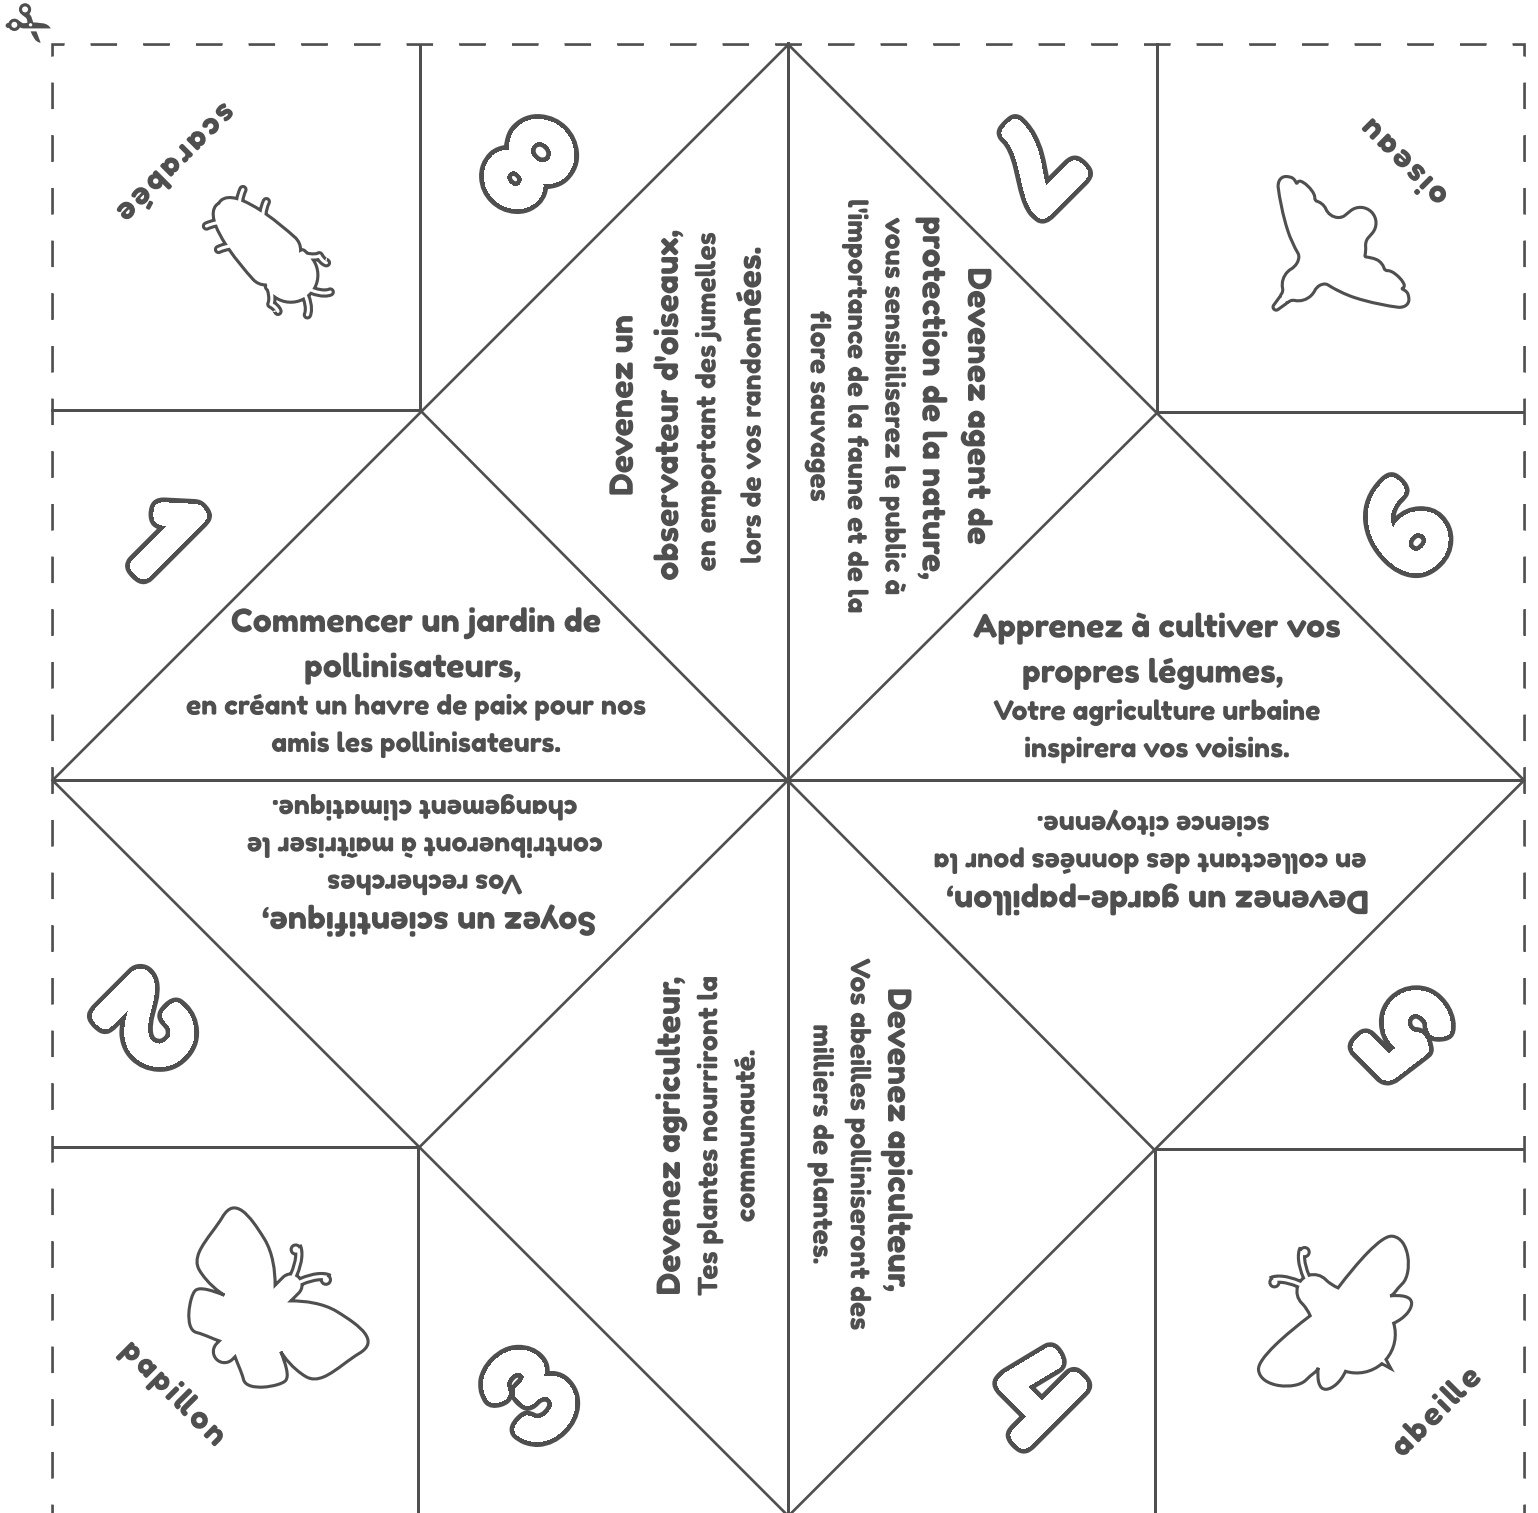 scarabée
8
7
oiseau
Devenez un
observateur d'oiseaux,
en emportant des jumelles
lors de vos randonnées.
Devenez agent de
protection de la nature,
vous sensibiliserez le public à
l'importance de la faune et de la
flore sauvages
1
6
Commencer un jardin de
pollinisateurs,
en créant un havre de paix pour nos
amis les pollinisateurs.
Apprenez à cultiver vos
propres légumes,
Votre agriculture urbaine
inspirera vos voisins.
Soyez un scientifique,
Vos recherches
contribueront à maîtriser le
changement climatique.
Devenez un garde-papillon,
en collectant des données pour la
science citoyenne.
2
5
Devenez agriculteur,
Tes plantes nourriront la
communauté.
Devenez apiculteur,
Vos abeilles polliniseront des
milliers de plantes.
papillon
3
4
abeille